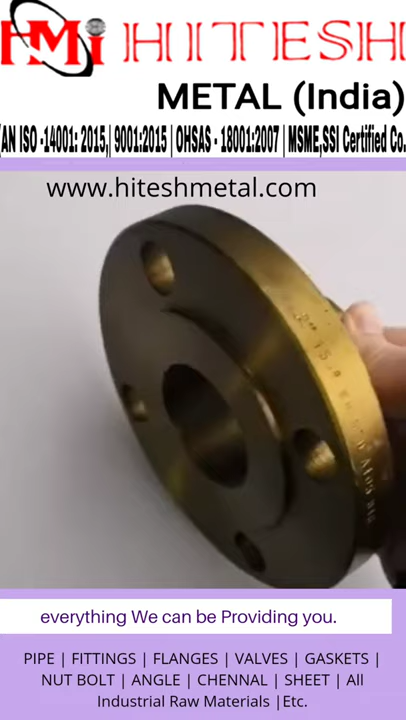 HMi HITESH
METAL (India)
(AN ISO -14001: 2015,| 9001:2015 | OHSAS - 18001:2007 | MSME,SSI Certified Co.
www.hiteshmetal.com
everything We can be Providing you.
PIPE | FITTINGS | FLANGES | VALVES | GASKETS |
NUT BOLT | ANGLE | CHENNAL | SHEET | All
Industrial Raw Materials |Etc.